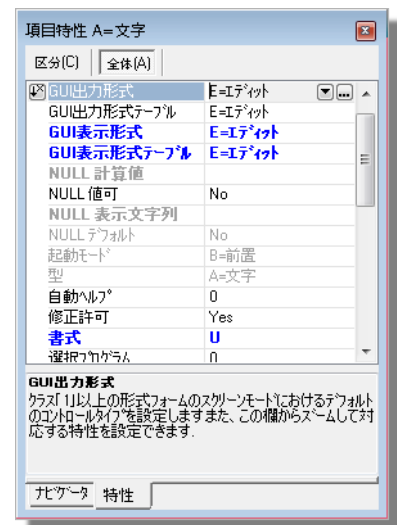 項目特性 A=文字
区分(C) 全体(A)
GUI出力形式 E=ｴﾃﾞｨｯﾄ
GUI出力形式ﾃｰﾌﾞﾙ E=ｴﾃﾞｨｯﾄ
GUI表示形式 E=ｴﾃﾞｨｯﾄ
GUI表示形式ﾃｰﾌﾞﾙ E=ｴﾃﾞｨｯﾄ
NULL 計算値
NULL 値可 No
NULL 表示文字列
NULL ﾃﾞﾌｫﾙﾄ No
起動ﾓｰﾄﾞ B=前置
型 A=文字
自動ﾍﾙﾌﾟ 0
修正許可 Yes
書式 U
選択ﾌﾟﾛｸﾞﾗﾑ 0
GUI出力形式
ｸﾗｽ｢1｣以上の形式ﾌｫｰﾑのｽｸﾘｰﾝﾓｰﾄﾞにおけるﾃﾞﾌｫﾙﾄ
のｺﾝﾄﾛｰﾙﾀｲﾌﾟを設定しますまた、この欄からｽﾞｰﾑして対
応する特性を設定できます.
ﾅﾋﾞｹﾞｰﾀ 特性